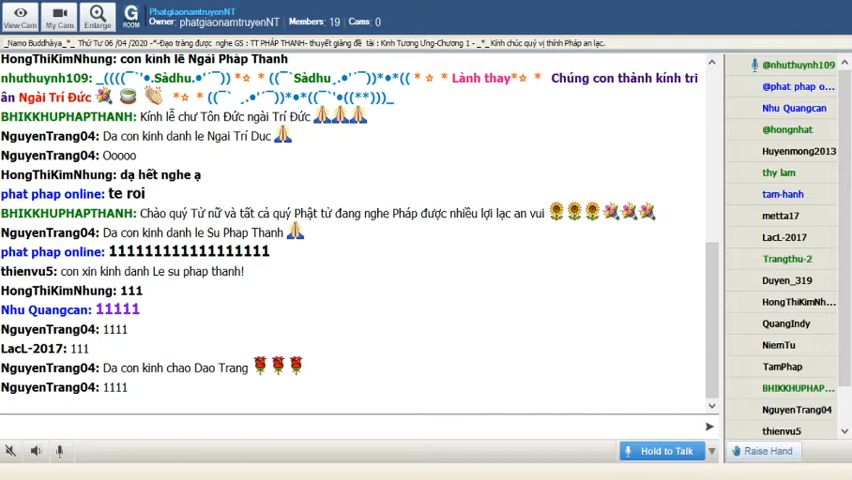 View Cam
My Cam
Enlarge
G
ROOM
PhatgiaonamtruyenNT
Owner: phatgiaonamtruyenNT Members: 19 Cams: 0
_Namo Buddhàya_*_ Thứ Tư 06 /04 /2020 -*-Đạo tràng được nghe GS : TT PHÁP THANH- thuyết giảng đề tài : Kinh Tương Ưng-Chương 1 - _*_ Kính chúc quý vị thính Pháp an lạc.
HongThiKimNhung: con kinh lễ Ngài Pháp Thanh
nhuthuynh109: _((((¯`'•.Sàdhu.•'´¯)) *☆ * ((¯`Sàdhu¸.•'´¯))*•*(( * ☆ * Lành thay*☆ * Chúng con thành kính tri
ân Ngài Trí Đức *☆ * ((¯` ¸.•'´¯))*•*((¯`'•((**)))_
BHIKKHUPHAPTHANH: Kính lễ chư Tôn Đức ngài Trí Đức
NguyenTrang04: Da con kinh danh le Ngai Trí Duc
NguyenTrang04: Ooooo
HongThiKimNhung: dạ hết nghe ạ
phat phap online: te roi
BHIKKHUPHAPTHANH: Chào quý Tử nữ và tất cả quý Phật tử đang nghe Pháp được nhiều lợi lạc an vui
NguyenTrang04: Da con kinh danh le Su Phap Thanh
phat phap online: 1111111111111111111
thienvu5: con xin kinh danh Le su phap thanh!
HongThiKimNhung: 111
Nhu Quangcan: 11111
NguyenTrang04: 1111
LacL-2017: 111
NguyenTrang04: Da con kinh chao Dao Trang
NguyenTrang04: 1111
Hold to Talk
@nhuthuynh109
@phat phap o...
Nhu Quangcan
@hongnhat
Huyenmong2013
thy lam
tam-hanh
metta17
LacL-2017
Trangthu-2
Duyen_319
HongThiKimNh...
QuangIndy
NiemTu
TamPhap
BHIKKHUPHAP...
NguyenTrang04
thienvu5
Raise Hand